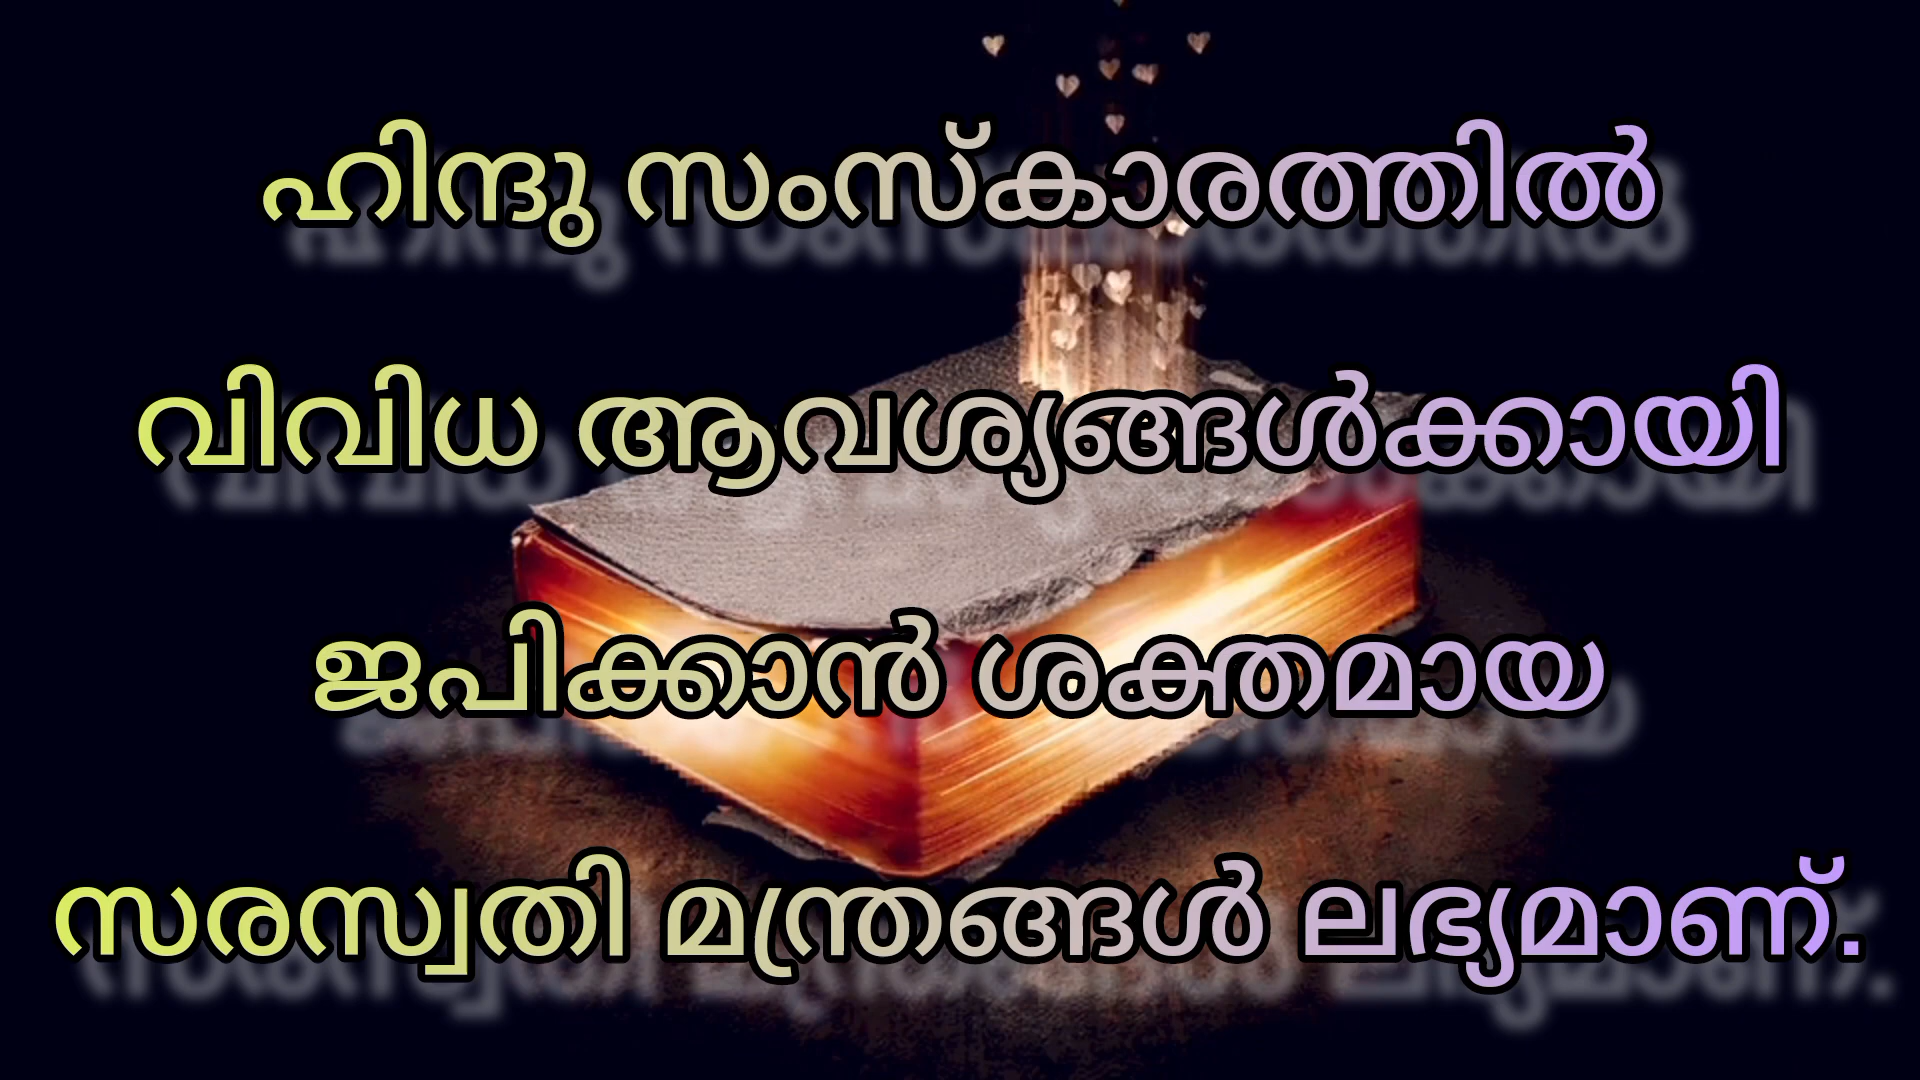 ഹിന്ദു സംസ്കാരത്തിൽ
വിവിധ ആവശ്യങ്ങൾക്കായി
ജപിക്കാൻ ശക്തമായ
സരസ്വതി മന്ത്രങ്ങൾ ലഭ്യമാണ്.